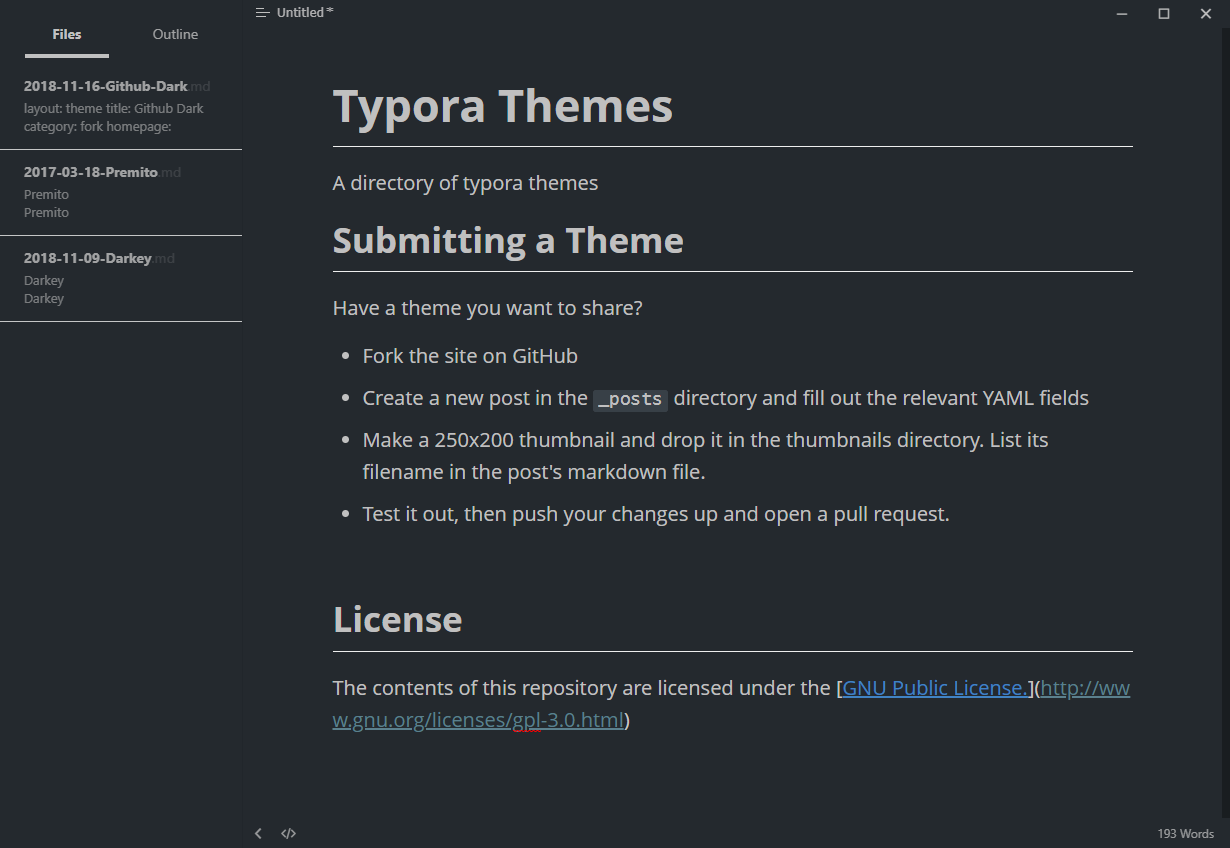 Files Outline
2018-11-16-Github-Dark.md
layout: theme title: Github Dark
category: fork homepage:
2017-03-18-Premito.md
Premito
Premito
2018-11-09-Darkey.md
Darkey
Darkey
Untitled*
Typora Themes
A directory of typora themes
Submitting a Theme
Have a theme you want to share?
• Fork the site on GitHub
• Create a new post in the _posts directory and fill out the relevant YAML fields
• Make a 250x200 thumbnail and drop it in the thumbnails directory. List its
filename in the post's markdown file.
• Test it out, then push your changes up and open a pull request.
License
The contents of this repository are licensed under the [GNU Public License.](http://ww
w.gnu.org/licenses/gpl-3.0.html)
</> 193 Words